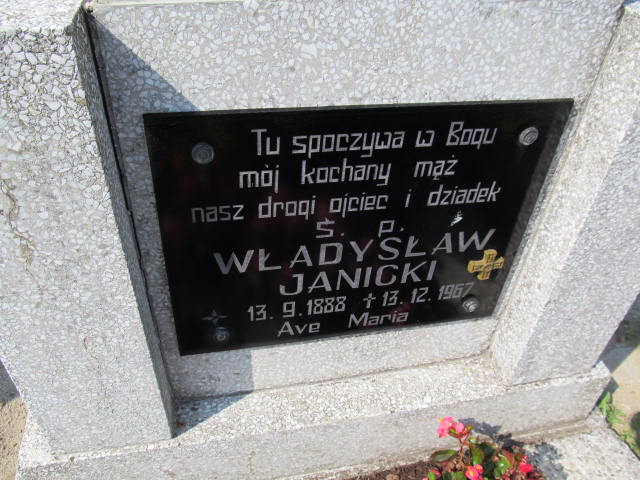 Tu spoczywa w Bogu
mój kochany mąż
nasz drogi ojciec i dziadek
Ś. P.
WŁADYSŁAW
JANICKI
13. 9. 1888 ✝ 13. 12. 1967
Ave Maria